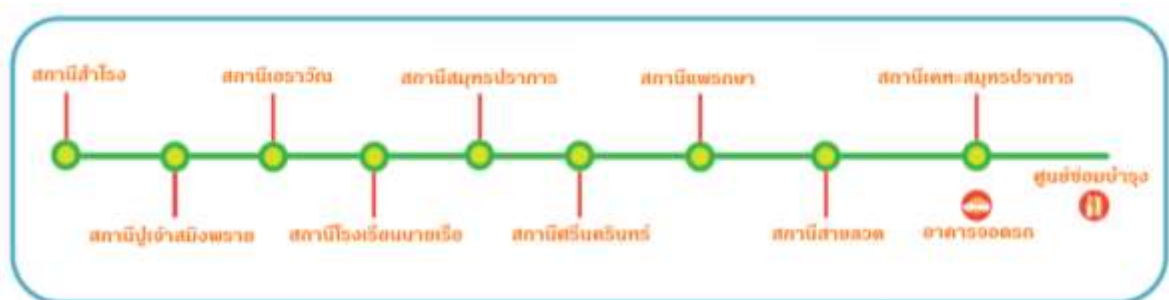 สถานีสำโรง
สถานีเอราวัณ
สถานีสมุทรปราการ
สถานีแพรกษา
สถานีเคหะสมุทรปราการ
ศูนย์ซ่อมบำรุง
สถานีปู่เจ้าสมิงพราย
สถานีโรงเรียนนายเรือ
สถานีศรีนครินทร์
สถานีสายลวด
อาคารจอดรถ